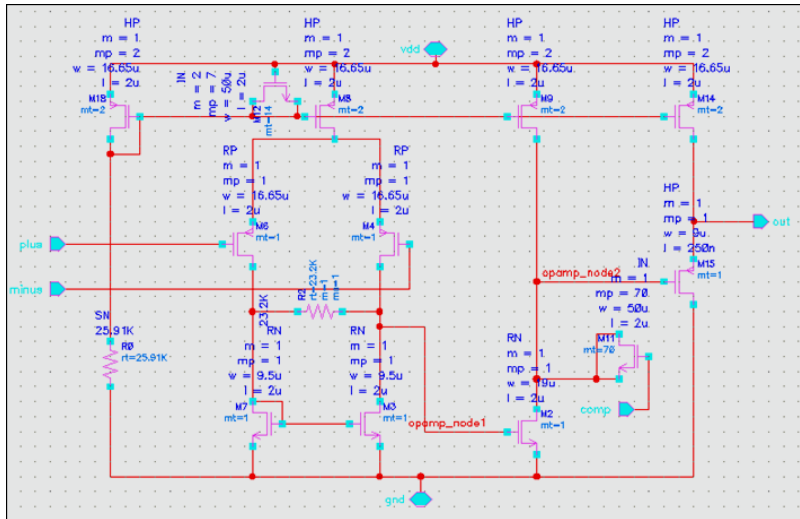 HP
m = 1
mp = 2
w = 16.65u
l = 2u
M18
mt=2
IN
m = 2
mp = 7
w = 50u
l = 2u
M12
mt=14
HP
m = 1
mp = 2
w = 16.65u
l = 2u
M8
mt=2
vdd
HP
m = 1
mp = 2
w = 16.65u
l = 2u
M9
mt=2
HP
m = 1
mp = 2
w = 16.65u
l = 2u
M14
mt=2
RP
m = 1
mp = 1
w = 16.65u
l = 2u
M6
mt=1
RP
m = 1
mp = 1
w = 16.65u
l = 2u
M4
mt=1
plus
minus
HP
m = 1
mp = 1
w = 9u
l = 250n
M15
mt=1
out
opamp_node2
23.2K
R2
rt=23.2K
m=1
IN
m = 1
mp = 70
w = 50u
l = 2u
M11
mt=70
SN
25.91K
R0
rt=25.91K
RN
m = 1
mp = 1
w = 9.5u
l = 2u
M7
mt=1
RN
m = 1
mp = 1
w = 9.5u
l = 2u
M3
mt=1
RN
m = 1
mp = 1
w = 19u
l = 2u
M2
mt=1
comp
opamp_node1
gnd